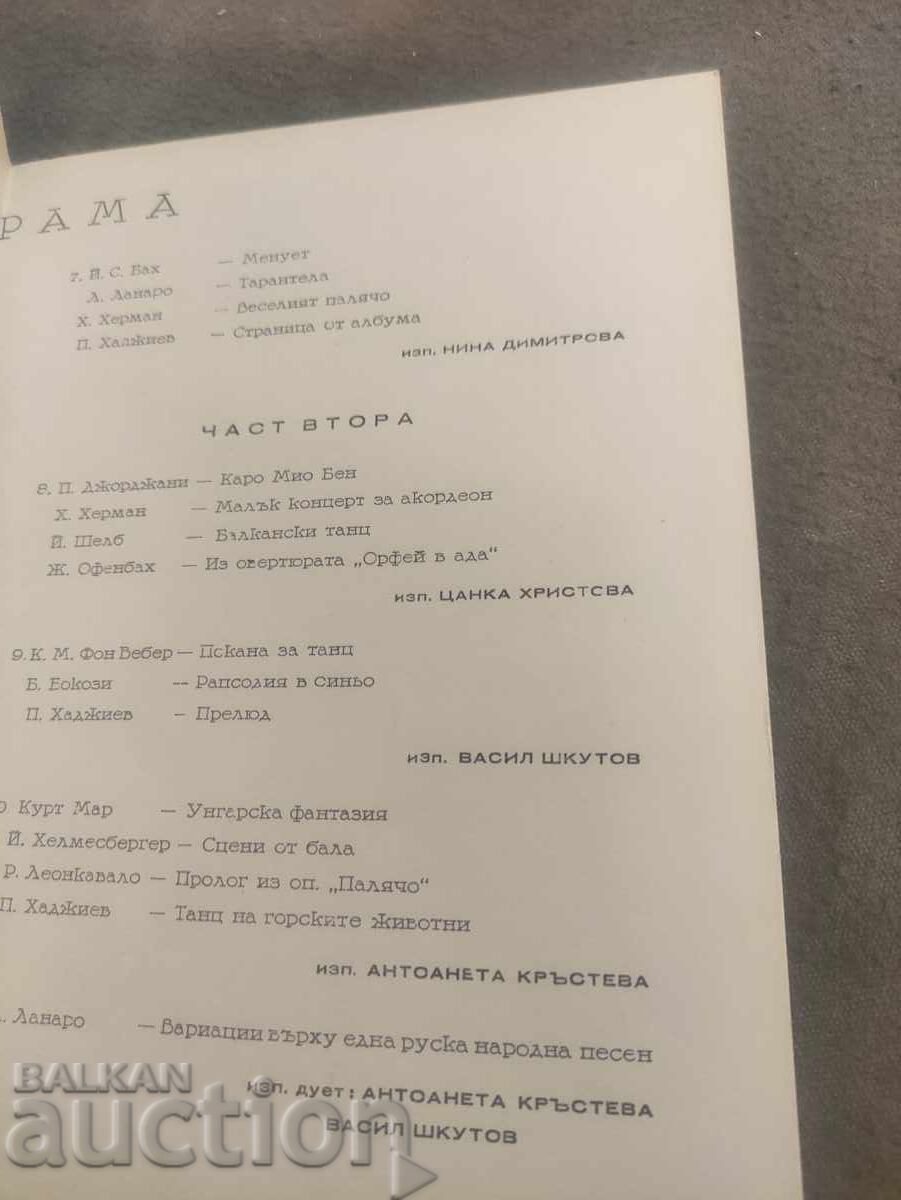 РАМА
7. Й. С. Бах — Менует
Л. Ланаро — Тарантела
Х. Херман — Веселият палячо
П. Халжиев — Страница от албума
изп. НИНА ДИМИТРОВА
ЧАСТ ВТОРА
8. П. Джорджани — Каро Мио Бен
Х. Херман — Малък концерт за акордеон
Й. Шелб — Балкански танц
Ж. Офенбах — Из овертюрата „Орфей в ада“
изп. ЦАНКА ХРИСТОВА
9. К. М. Фон Вебер — Покана за танц
Б. Бокози -- Рапсодия в синьо
П. Хаджиев — Прелюд
изп. ВАСИЛ ШКУТОВ
Курт Мар — Унгарска фантазия
Й. Хелмесбергер — Сцени от бала
Р. Леонкавало — Пролог из оп. „Палячо“
П. Хаджиев — Танц на горските животни
изп. АНТОАНЕТА КРЪСТЕВА
Ланаро — Вариации върху една руска народна песен
изп. дует: АНТОАНЕТА КРЪСТЕВА
ВАСИЛ ШКУТОВ
BALKAN
auction